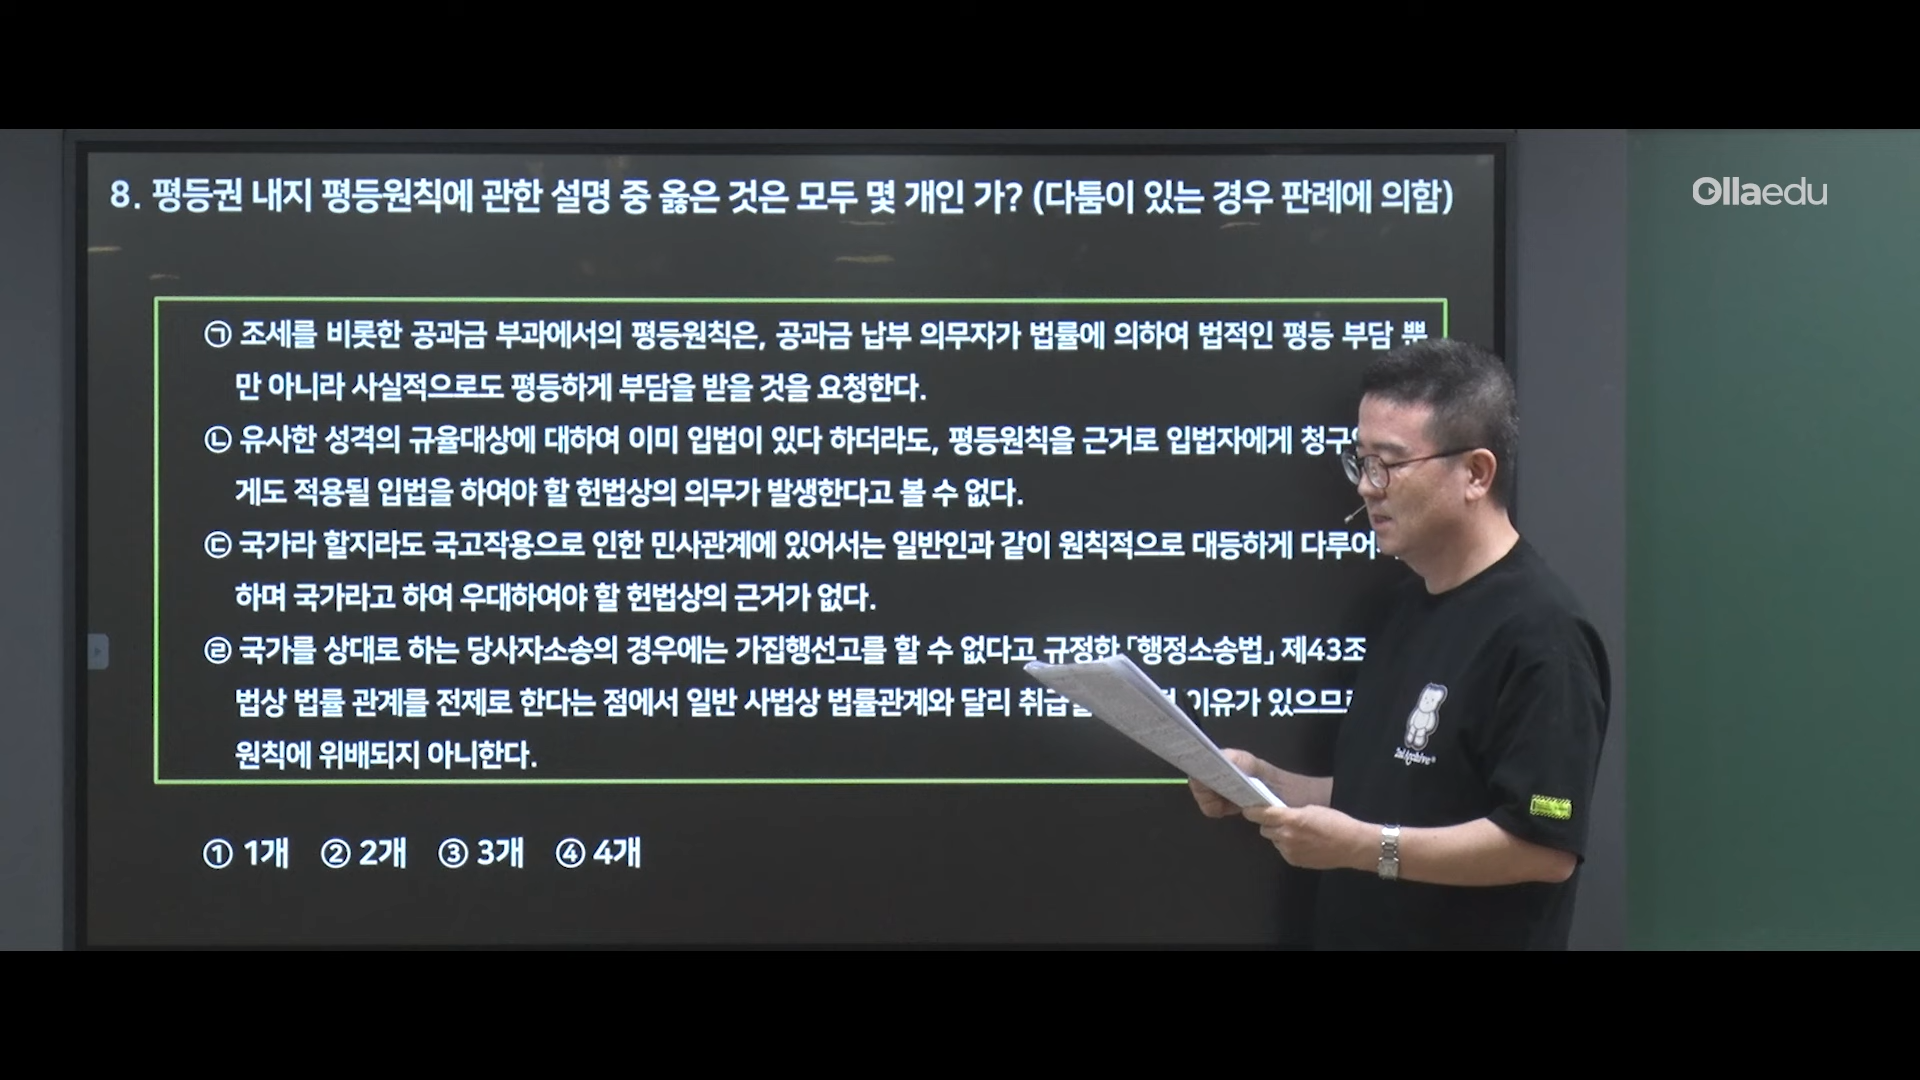 Ollaedu
8. 평등권 내지 평등원칙에 관한 설명 중 옳은 것은 모두 몇 개인 가? (다툼이 있는 경우 판례에 의함)
㉠ 조세를 비롯한 공과금 부과에서의 평등원칙은, 공과금 납부 의무자가 법률에 의하여 법적인 평등 부담 뿐
만 아니라 사실적으로도 평등하게 부담을 받을 것을 요청한다.
㉡ 유사한 성격의 규율대상에 대하여 이미 입법이 있다 하더라도, 평등원칙을 근거로 입법자에게 청구
게도 적용될 입법을 하여야 할 헌법상의 의무가 발생한다고 볼 수 없다.
㉢ 국가라 할지라도 국고작용으로 인한 민사관계에 있어서는 일반인과 같이 원칙적으로 대등하게 다루어
하며 국가라고 하여 우대하여야 할 헌법상의 근거가 없다.
㉣ 국가를 상대로 하는 당사자소송의 경우에는 가집행선고를 할 수 없다고 규정한 「행정소송법」 제43조
법상 법률 관계를 전제로 한다는 점에서 일반 사법상 법률관계와 달리 취급 이유가 있으므로
원칙에 위배되지 아니한다.
① 1개 ② 2개 ③ 3개 ④ 4개